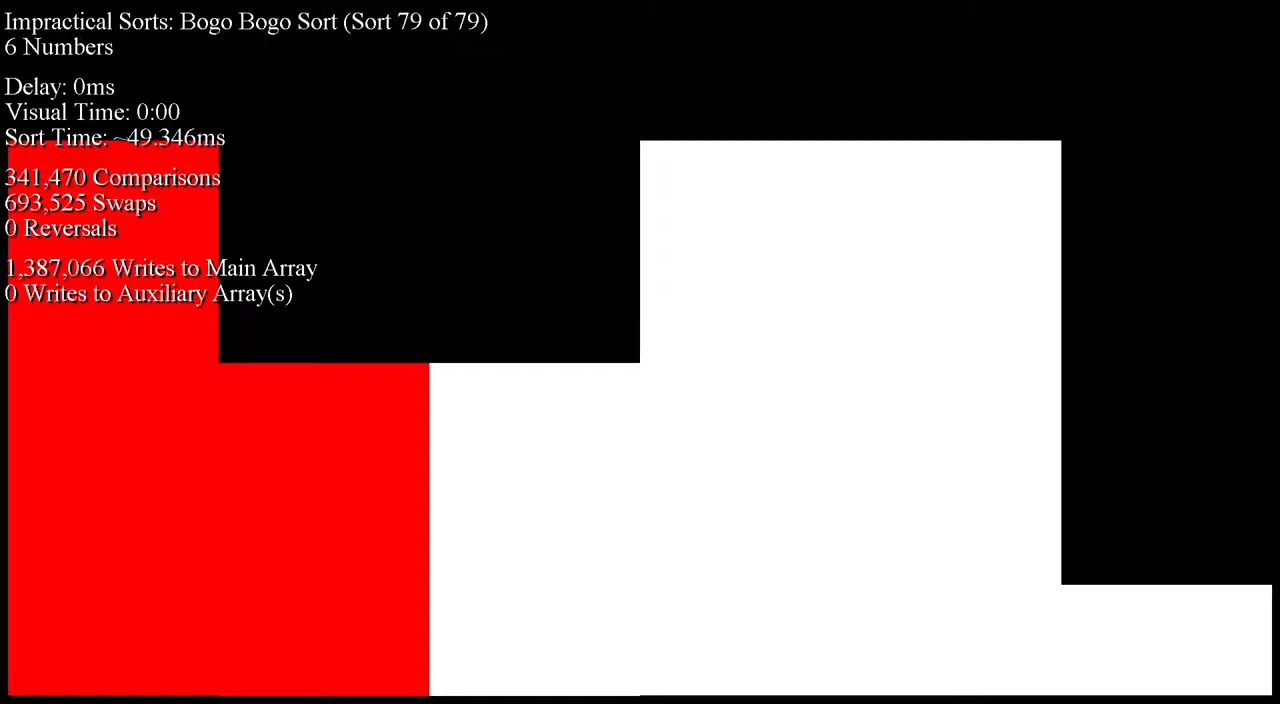 Impractical Sorts: Bogo Bogo Sort (Sort 79 of 79)
6 Numbers
Delay: 0ms
Visual Time: 0:00
Sort Time: ~49.346ms
341,470 Comparisons
693,525 Swaps
0 Reversals
1,387,066 Writes to Main Array
0 Writes to Auxiliary Array(s)